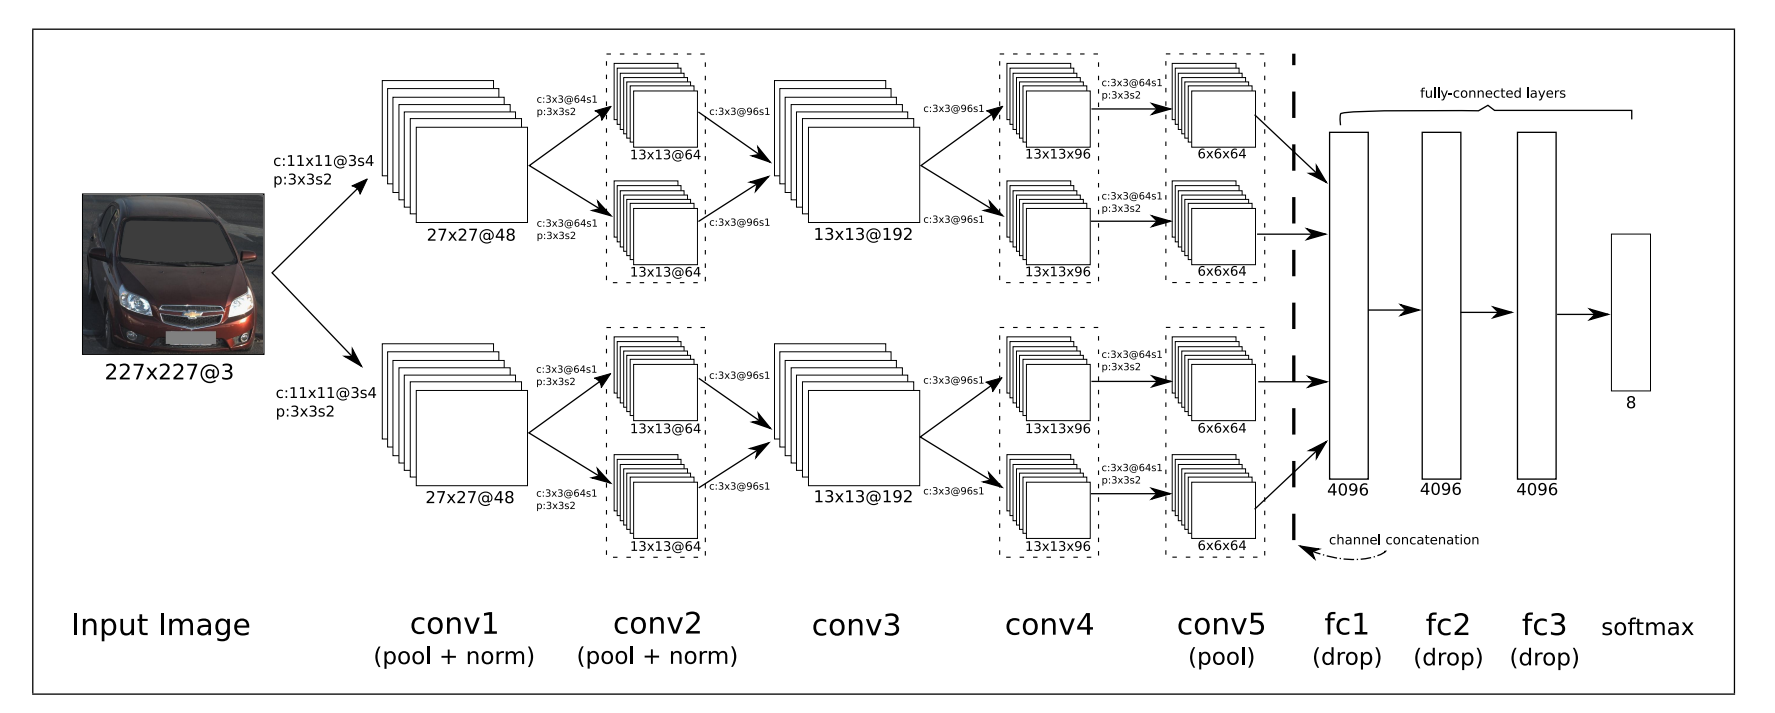 fully-connected layers
c:3x3@64s1
p:3x3s2
c:3x3@96s1
c:3x3@96s1
c:3x3@64s1
p:3x3s2
13x13@64
13x13x96
6x6x64
c:11x11@3s4
p:3x3s2
c:3x3@64s1
p:3x3s2
c:3x3@96s1
c:3x3@96s1
c:3x3@64s1
p:3x3s2
27x27@48
13x13@192
13x13@64
13x13x96
6x6x64
227x227@3
c:11x11@3s4
p:3x3s2
c:3x3@64s1
p:3x3s2
c:3x3@96s1
c:3x3@96s1
c:3x3@64s1
p:3x3s2
8
13x13@64
13x13x96
6x6x64
c:3x3@64s1
p:3x3s2
c:3x3@96s1
c:3x3@96s1
c:3x3@64s1
p:3x3s2
27x27@48
13x13@192
4096
4096
4096
13x13@64
13x13x96
6x6x64
channel concatenation
Input Image
conv1
(pool + norm)
conv2
(pool + norm)
conv3
conv4
conv5
(pool)
fc1
(drop)
fc2
(drop)
fc3
(drop)
softmax